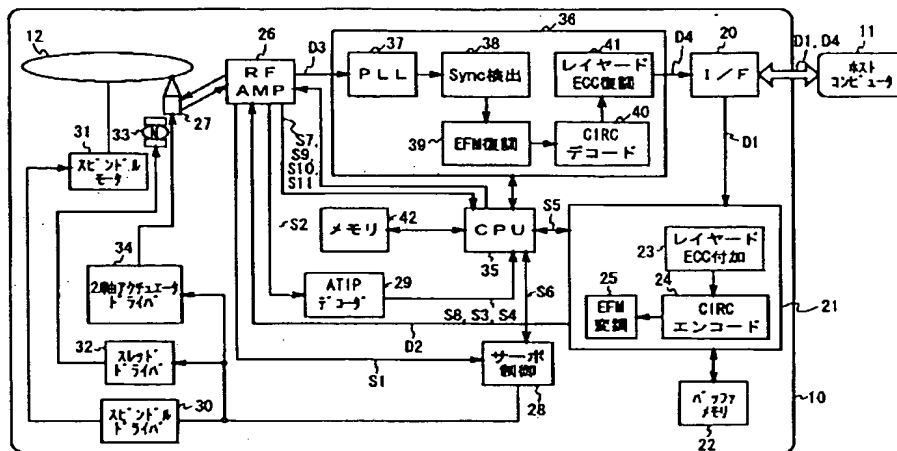 12
26
RF
AMP
D3
36
37
PLL
38
Sync検出
41
レイヤード
ECC復調
D4
20
I/F
D1, D4
11
ホスト
コンピュータ
27
33
N
31
スピンドル
モータ
39
EFM復調
40
CIRC
デコード
D1
S7,
S9,
S10,
S11
S2
42
メモリ
CPU
35
S5
34
2軸アクチュエータ
ドライバ
29
ATIP
デコーダ
S6
S8, S3, S4
D2
23
レイヤード
ECC付加
25
EFM
変調
24
CIRC
エンコード
21
32
スレッド
ドライバ
S1
サーボ
制御
28
10
30
スピンドル
ドライバ
バッファ
メモリ
22